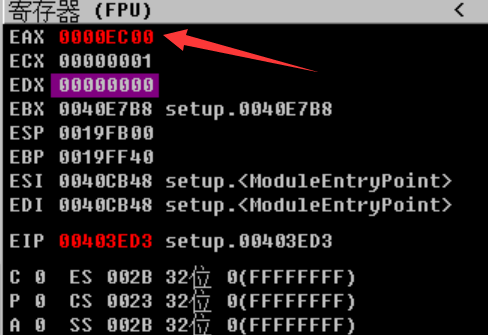 寄存器 (FPU) <
EAX 0000EC00
ECX 00000001
EDX 00000000
EBX 0040E7B8 setup.0040E7B8
ESP 0019FB00
EBP 0019FF40
ESI 0040CB48 setup.<ModuleEntryPoint>
EDI 0040CB48 setup.<ModuleEntryPoint>
EIP 00403ED3 setup.00403ED3
C 0 ES 002B 32位 0(FFFFFFFF)
P 0 CS 0023 32位 0(FFFFFFFF)
A 0 SS 002B 32位 0(FFFFFFFF)